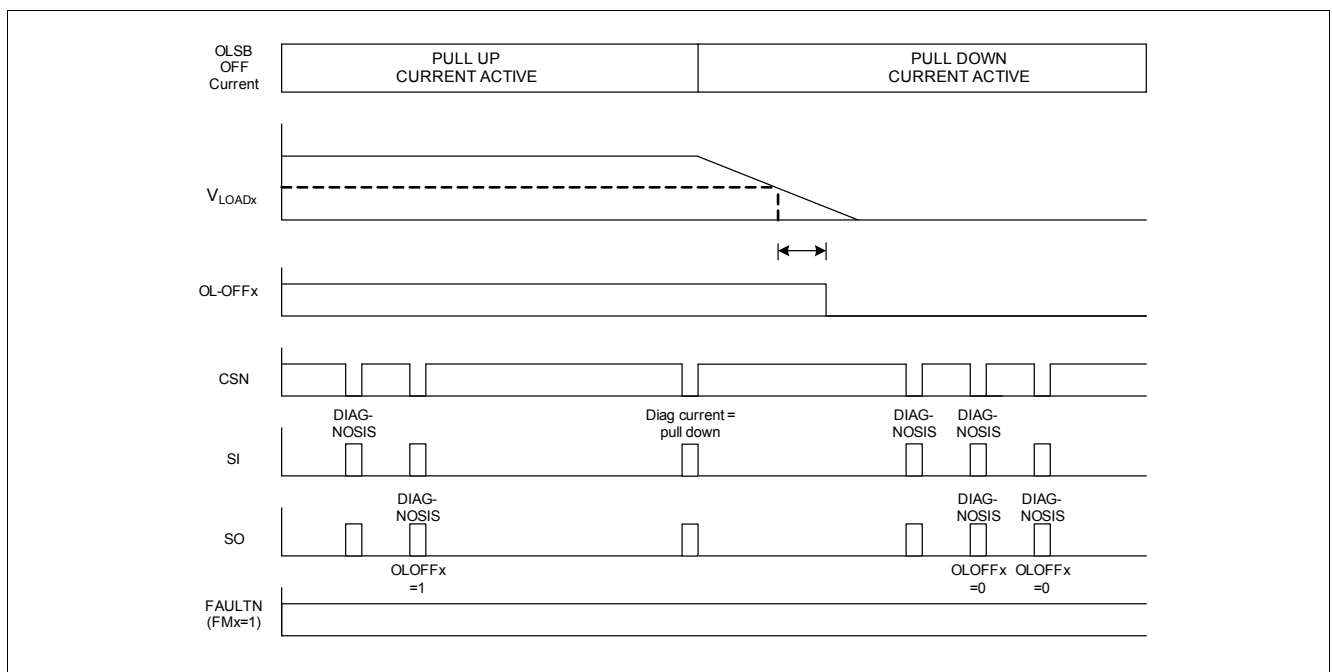 OLSB
OFF
Current
PULL UP
CURRENT ACTIVE
PULL DOWN
CURRENT ACTIVE
VLOADx
OL-OFFx
CSN
DIAG-
NOSIS
Diag current =
pull down
DIAG-
NOSIS
DIAG-
NOSIS
SI
DIAG-
NOSIS
DIAG-
NOSIS
DIAG-
NOSIS
SO
OLOFFx
=1
OLOFFx
=0
OLOFFx
=0
FAULTN
(FMx=1)